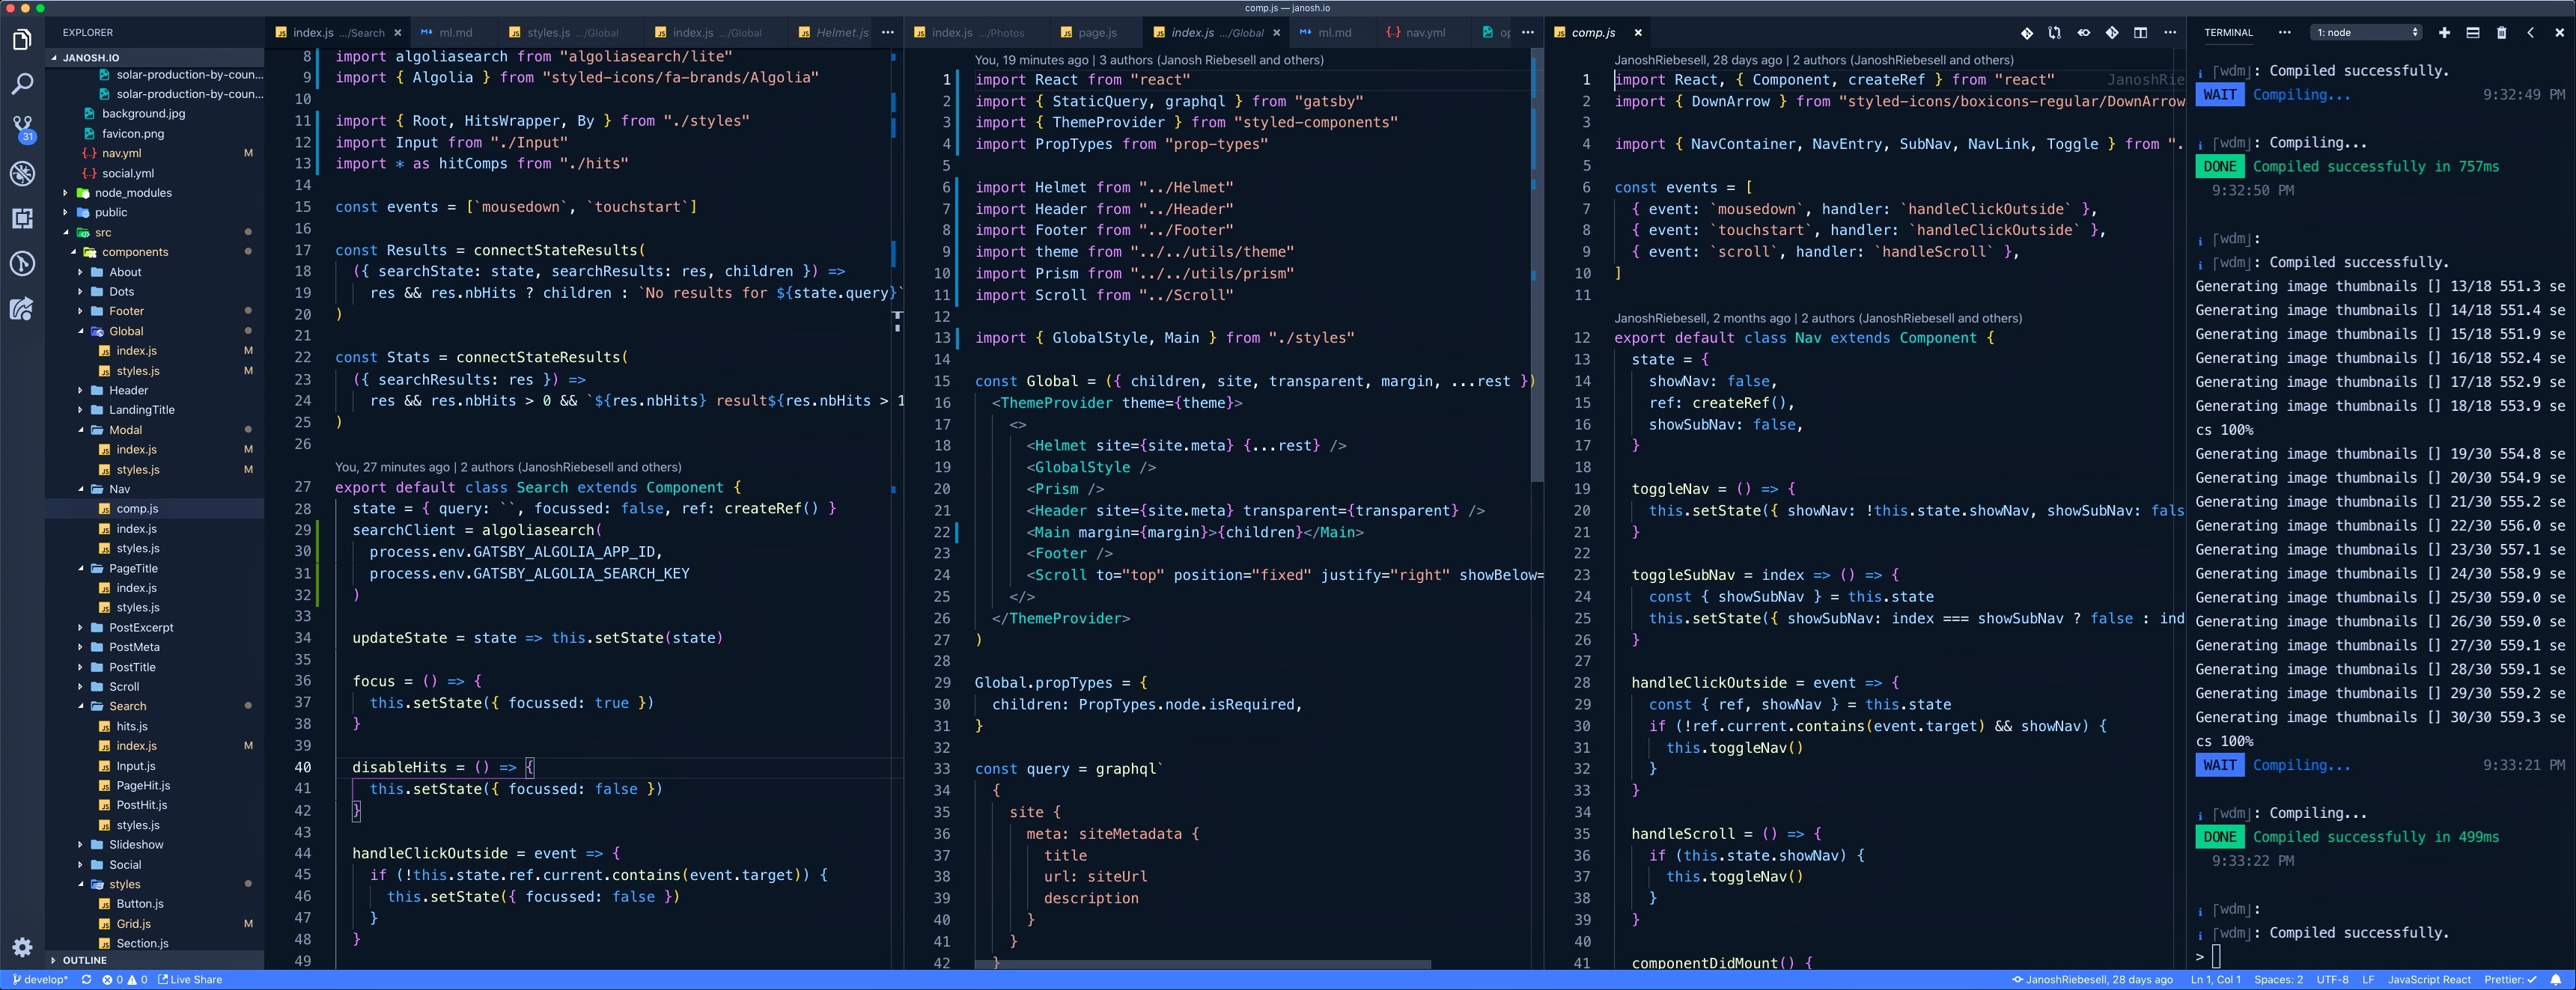 comp.js — janosh.io
EXPLORER
JANOSH.IO
solar-production-by-coun...
solar-production-by-coun...
background.jpg
favicon.png
nav.yml M
social.yml
node_modules
public
src
components
About
Dots
Footer
Global
index.js M
styles.js M
Header
LandingTitle
Modal
index.js M
styles.js M
Nav
comp.js
index.js
styles.js
PageTitle
index.js
styles.js
PostExcerpt
PostMeta
PostTitle
Scroll
Search
hits.js
index.js M
Input.js
PageHit.js
PostHit.js
styles.js
Slideshow
Social
styles
Button.js
Grid.js M
Section.js
OUTLINE
31
index.js .../Search ml.md styles.js .../Global index.js .../Global Helmet.js
8 import algoliasearch from "algoliasearch/lite"
9 import { Algolia } from "styled-icons/fa-brands/Algolia"
10
11 import { Root, HitsWrapper, By } from "./styles"
12 import Input from "./Input"
13 import * as hitComps from "./hits"
14
15 const events = [`mousedown`, `touchstart`]
16
17 const Results = connectStateResults(
18 ({ searchState: state, searchResults: res, children }) =>
19 res && res.nbHits ? children : `No results for ${state.query}`
20 )
21
22 const Stats = connectStateResults(
23 ({ searchResults: res }) =>
24 res && res.nbHits > 0 && `${res.nbHits} result${res.nbHits > 1
25 )
26
You, 27 minutes ago | 2 authors (JanoshRiebesell and others)
27 export default class Search extends Component {
28 state = { query: ``, focussed: false, ref: createRef() }
29 searchClient = algoliasearch(
30 process.env.GATSBY_ALGOLIA_APP_ID,
31 process.env.GATSBY_ALGOLIA_SEARCH_KEY
32 )
33
34 updateState = state => this.setState(state)
35
36 focus = () => {
37 this.setState({ focussed: true })
38 }
39
40 disableHits = () => {
41 this.setState({ focussed: false })
42 }
43
44 handleClickOutside = event => {
45 if (!this.state.ref.current.contains(event.target)) {
46 this.setState({ focussed: false })
47 }
48 }
49
index.js .../Photos page.js index.js .../Global ml.md nav.yml op
You, 19 minutes ago | 3 authors (Janosh Riebesell and others)
1 import React from "react"
2 import { StaticQuery, graphql } from "gatsby"
3 import { ThemeProvider } from "styled-components"
4 import PropTypes from "prop-types"
5
6 import Helmet from "../Helmet"
7 import Header from "../Header"
8 import Footer from "../Footer"
9 import theme from "../../utils/theme"
10 import Prism from "../../utils/prism"
11 import Scroll from "../Scroll"
12
13 import { GlobalStyle, Main } from "./styles"
14
15 const Global = ({ children, site, transparent, margin, ...rest })
16 <ThemeProvider theme={theme}>
17 <>
18 <Helmet site={site.meta} {...rest} />
19 <GlobalStyle />
20 <Prism />
21 <Header site={site.meta} transparent={transparent} />
22 <Main margin={margin}>{children}</Main>
23 <Footer />
24 <Scroll to="top" position="fixed" justify="right" showBelow=
25 </>
26 </ThemeProvider>
27 )
28
29 Global.propTypes = {
30 children: PropTypes.node.isRequired,
31 }
32
33 const query = graphql`
34 {
35 site {
36 meta: siteMetadata {
37 title
38 url: siteUrl
39 description
40 }
41 }
42 }
comp.js
JanoshRiebesell, 28 days ago | 2 authors (JanoshRiebesell and others)
1 import React, { Component, createRef } from "react" JanoshRie
2 import { DownArrow } from "styled-icons/boxicons-regular/DownArrow
3
4 import { NavContainer, NavEntry, SubNav, NavLink, Toggle } from ".
5
6 const events = [
7 { event: `mousedown`, handler: `handleClickOutside` },
8 { event: `touchstart`, handler: `handleClickOutside` },
9 { event: `scroll`, handler: `handleScroll` },
10 ]
11
JanoshRiebesell, 2 months ago | 2 authors (JanoshRiebesell and others)
12 export default class Nav extends Component {
13 state = {
14 showNav: false,
15 ref: createRef(),
16 showSubNav: false,
17 }
18
19 toggleNav = () => {
20 this.setState({ showNav: !this.state.showNav, showSubNav: fals
21 }
22
23 toggleSubNav = index => () => {
24 const { showSubNav } = this.state
25 this.setState({ showSubNav: index === showSubNav ? false : ind
26 }
27
28 handleClickOutside = event => {
29 const { ref, showNav } = this.state
30 if (!ref.current.contains(event.target) && showNav) {
31 this.toggleNav()
32 }
33 }
34
35 handleScroll = () => {
36 if (this.state.showNav) {
37 this.toggleNav()
38 }
39 }
40
41 componentDidMount() {
TERMINAL 1: node
i ｢wdm｣: Compiled successfully.
WAIT Compiling... 9:32:49 PM
i ｢wdm｣: Compiling...
DONE Compiled successfully in 757ms
9:32:50 PM
i ｢wdm｣:
i ｢wdm｣: Compiled successfully.
Generating image thumbnails [] 13/18 551.3 se
Generating image thumbnails [] 14/18 551.4 se
Generating image thumbnails [] 15/18 551.9 se
Generating image thumbnails [] 16/18 552.4 se
Generating image thumbnails [] 17/18 552.9 se
Generating image thumbnails [] 18/18 553.9 se
cs 100%
Generating image thumbnails [] 19/30 554.8 se
Generating image thumbnails [] 20/30 554.9 se
Generating image thumbnails [] 21/30 555.2 se
Generating image thumbnails [] 22/30 556.0 se
Generating image thumbnails [] 23/30 557.1 se
Generating image thumbnails [] 24/30 558.9 se
Generating image thumbnails [] 25/30 559.0 se
Generating image thumbnails [] 26/30 559.0 se
Generating image thumbnails [] 27/30 559.1 se
Generating image thumbnails [] 28/30 559.1 se
Generating image thumbnails [] 29/30 559.2 se
Generating image thumbnails [] 30/30 559.3 se
cs 100%
WAIT Compiling... 9:33:21 PM
i ｢wdm｣: Compiling...
DONE Compiled successfully in 499ms
9:33:22 PM
i ｢wdm｣:
i ｢wdm｣: Compiled successfully.
>
develop* 0 0 Live Share JanoshRiebesell, 28 days ago Ln 1, Col 1 Spaces: 2 UTF-8 LF JavaScript React Prettier: ✓